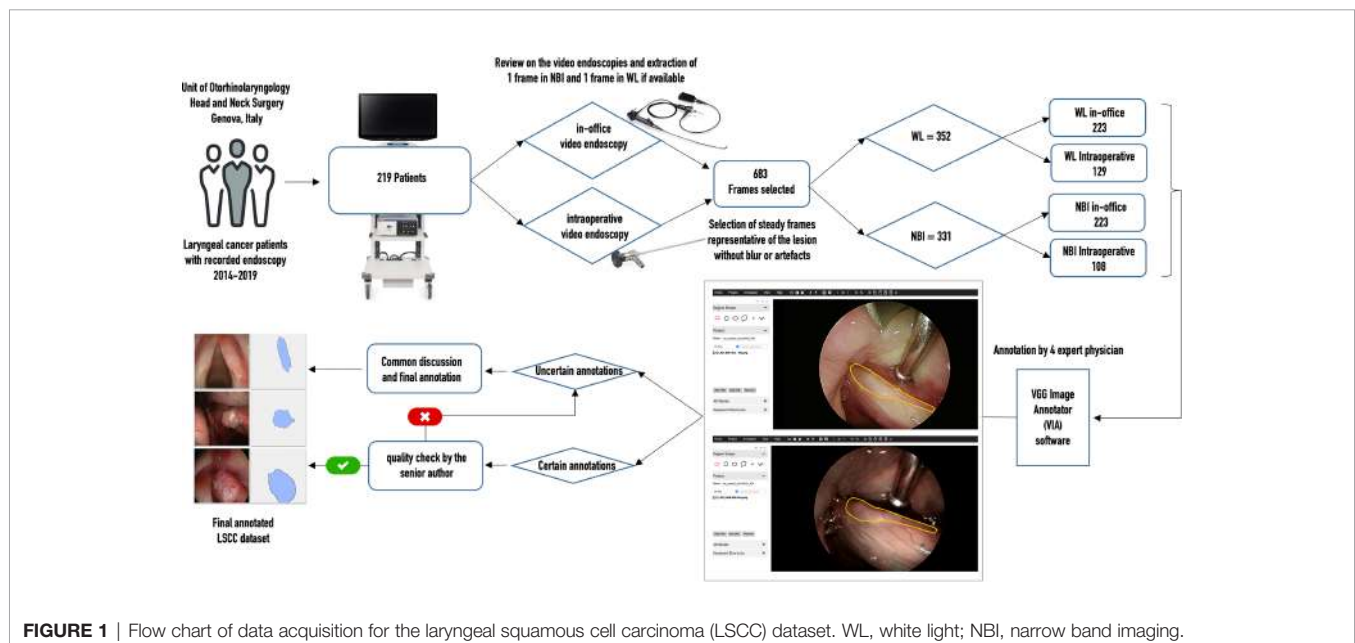 Unit of Otorhinolaryngology
Head and Neck Surgery
Genova, Italy
Laryngeal cancer patients
with recorded endoscopy
2014-2019
219 Patients
Review on the video endoscopies and extraction of
1 frame in NBI and 1 frame in WL if available
in-office
video endoscopy
intraoperative
video endoscopy
683
Frames selected
Selection of steady frames
representative of the lesion
without blur or artefacts
WL = 352
NBI = 331
WL in-office
223
WL Intraoperative
129
NBI in-office
223
NBI Intraoperative
108
Annotation by 4 expert physician
VGG Image
Annotator
(VIA)
software
Uncertain annotations
Certain annotations
Common discussion
and final annotation
quality check by the
senior author
Final annotated
LSCC dataset
FIGURE 1 | Flow chart of data acquisition for the laryngeal squamous cell carcinoma (LSCC) dataset. WL, white light; NBI, narrow band imaging.